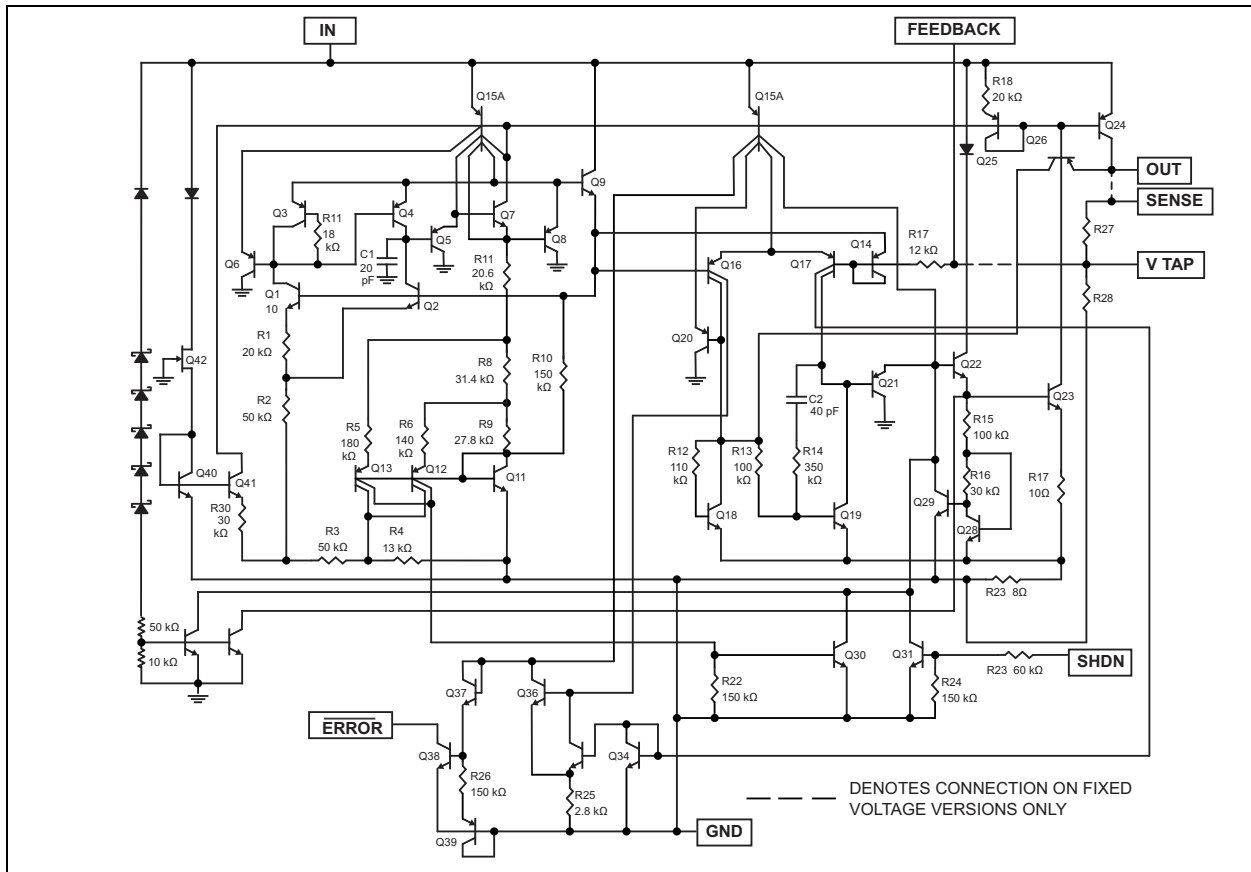 IN
FEEDBACK
R18
20 kΩ
Q15A
Q15A
Q26
Q24
Q25
OUT
SENSE
Q9
Q3
R11
18
kΩ
Q4
Q7
Q5
Q8
R27
R17
12 kΩ
Q14
Q6
C1
20
pF
Q16
Q17
V TAP
R11
20.6
kΩ
R28
Q1
10
Q2
R1
20 kΩ
Q20
Q42
R8
31.4 kΩ
R10
150
kΩ
Q22
Q21
Q23
C2
40 pF
R2
50 kΩ
R5
180
kΩ
R6
140
kΩ
R9
27.8 kΩ
R15
100 kΩ
R12
110
kΩ
R13
100
kΩ
R14
350
kΩ
Q13
Q12
Q11
R16
30 kΩ
R17
10Ω
Q40
Q41
Q29
R30
30
kΩ
Q18
Q19
Q28
R3
50 kΩ
R4
13 kΩ
R23 8Ω
50 kΩ
10 kΩ
Q30
Q31
R23 60 kΩ
SHDN
R22
150 kΩ
R24
150 kΩ
Q37
Q36
ERROR
Q38
Q34
R26
150 kΩ
R25
2.8 kΩ
DENOTES CONNECTION ON FIXED
VOLTAGE VERSIONS ONLY
GND
Q39